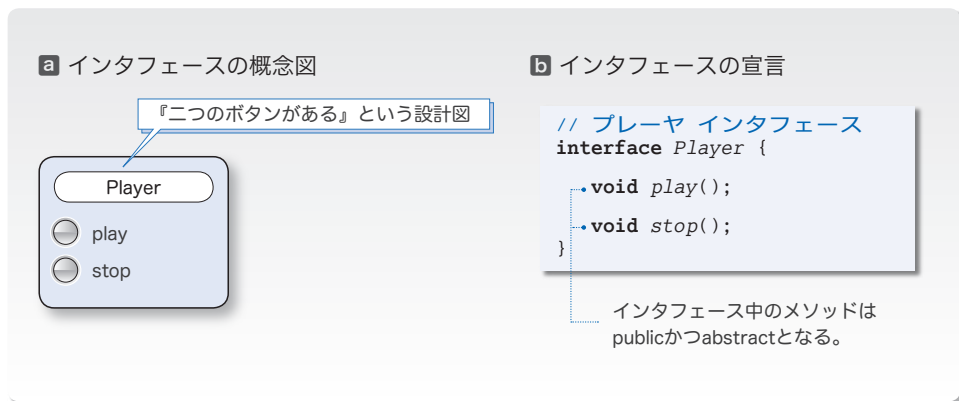 a インタフェースの概念図
『二つのボタンがある』という設計図
Player
play
stop
b インタフェースの宣言
// プレーヤ インタフェース
interface Player {
void play();
void stop();
}
インタフェース中のメソッドは
publicかつabstractとなる。